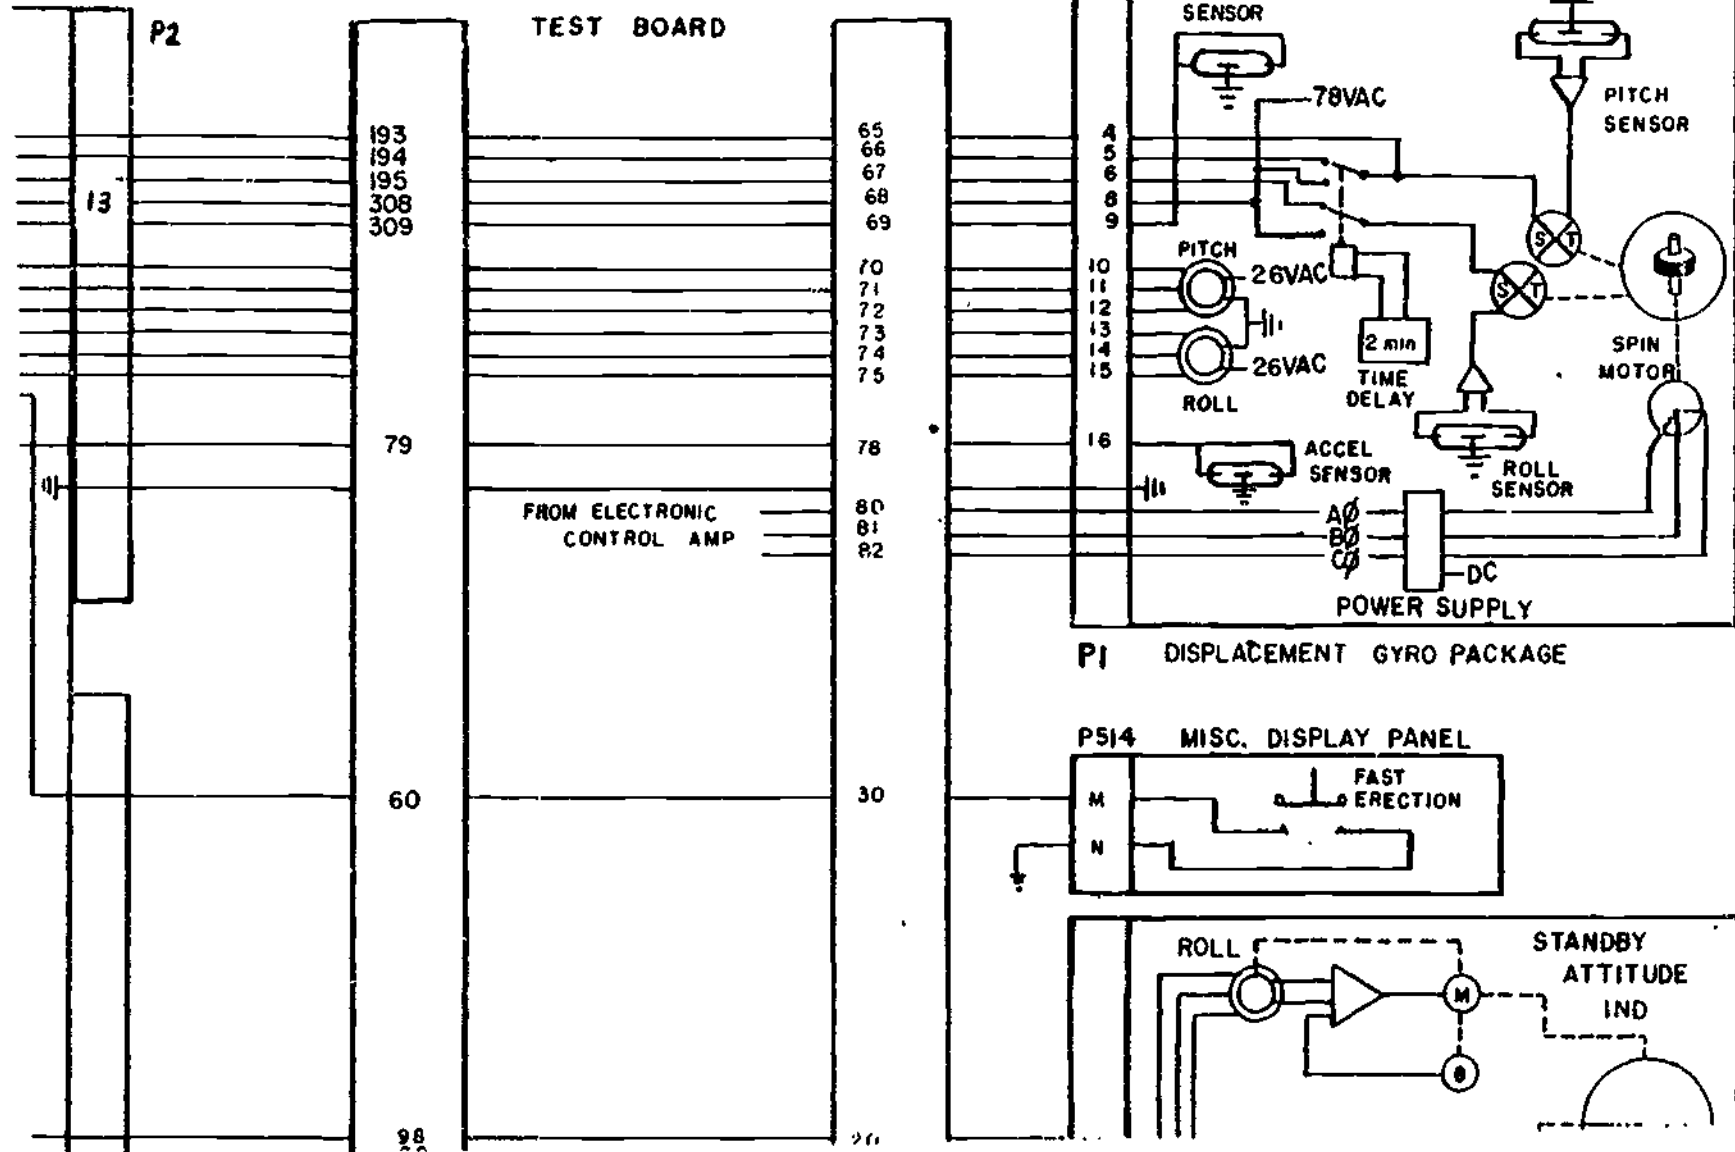 P2
TEST BOARD
SENSOR
78VAC
PITCH
SENSOR
193
194
195
308
309
13
65
66
67
68
69
70
71
72
73
74
75
4
5
6
8
9
10
11
12
13
14
15
PITCH
26VAC
26VAC
ROLL
S T
S T
2 min
TIME
DELAY
SPIN
MOTOR
79
78
16
ACCEL
SENSOR
ROLL
SENSOR
FROM ELECTRONIC
CONTROL AMP
80
81
82
AØ
BØ
CØ
DC
POWER SUPPLY
P1
DISPLACEMENT GYRO PACKAGE
P514
MISC. DISPLAY PANEL
60
30
M
N
FAST
ERECTION
ROLL
M
STANDBY
ATTITUDE
IND
98